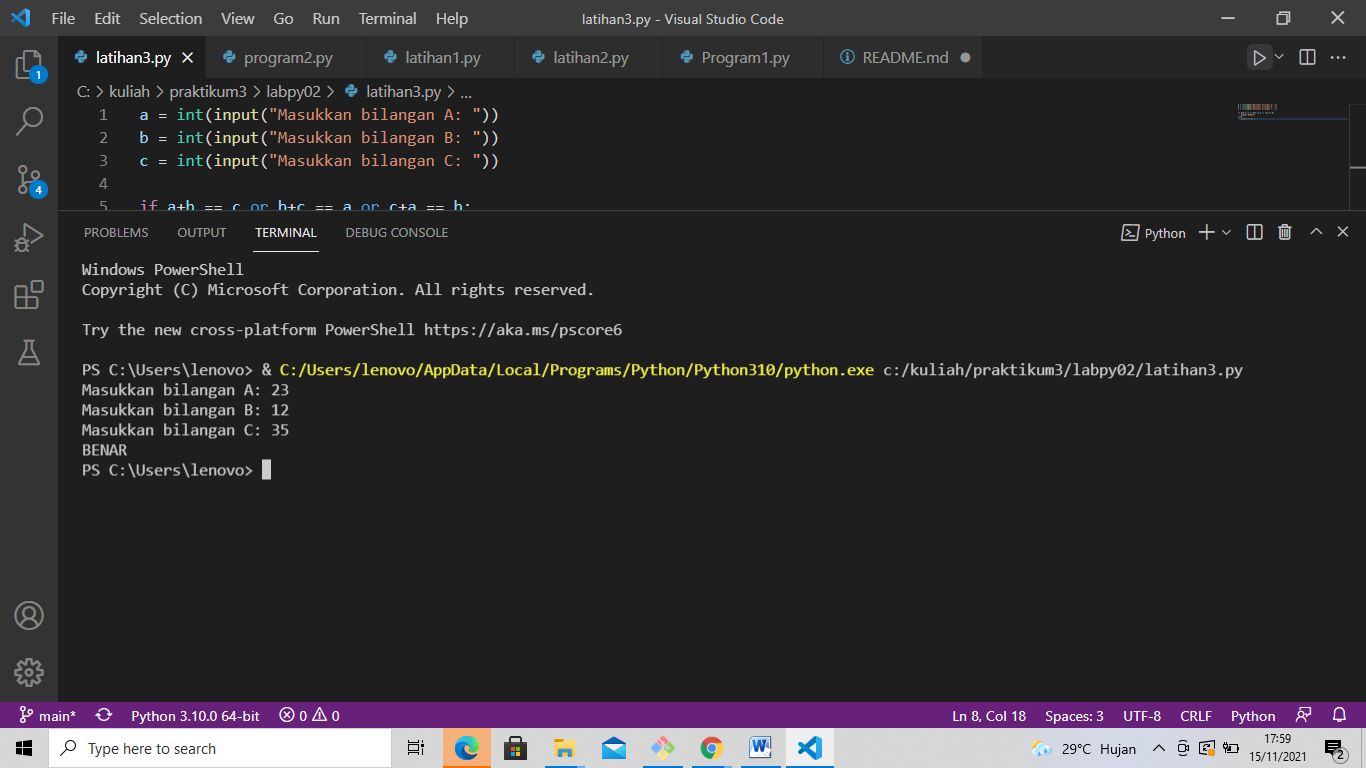 File Edit Selection View Go Run Terminal Help latihan3.py - Visual Studio Code
latihan3.py program2.py latihan1.py latihan2.py Program1.py README.md
C: > kuliah > praktikum3 > labpy02 > latihan3.py > ...
1 a = int(input("Masukkan bilangan A: "))
2 b = int(input("Masukkan bilangan B: "))
3 c = int(input("Masukkan bilangan C: "))
4
5 if a+b == c or b+c == a or c+a == b:
PROBLEMS OUTPUT TERMINAL DEBUG CONSOLE Python
Windows PowerShell
Copyright (C) Microsoft Corporation. All rights reserved.
Try the new cross-platform PowerShell https://aka.ms/pscore6
PS C:\Users\lenovo> & C:/Users/lenovo/AppData/Local/Programs/Python/Python310/python.exe c:/kuliah/praktikum3/labpy02/latihan3.py
Masukkan bilangan A: 23
Masukkan bilangan B: 12
Masukkan bilangan C: 35
BENAR
PS C:\Users\lenovo>
1
4
main* Python 3.10.0 64-bit 0 0 Ln 8, Col 18 Spaces: 3 UTF-8 CRLF Python
Type here to search 29°C Hujan 17:59
15/11/2021 2